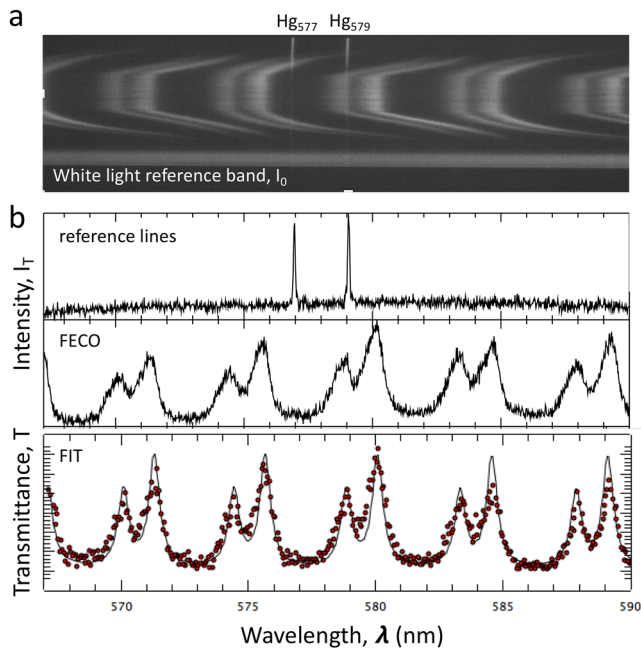 a
Hg577 Hg579
White light reference band, I0
b
reference lines
Intensity, IT
FECO
FIT
Transmittance, T
570 575 580 585 590
Wavelength, λ (nm)